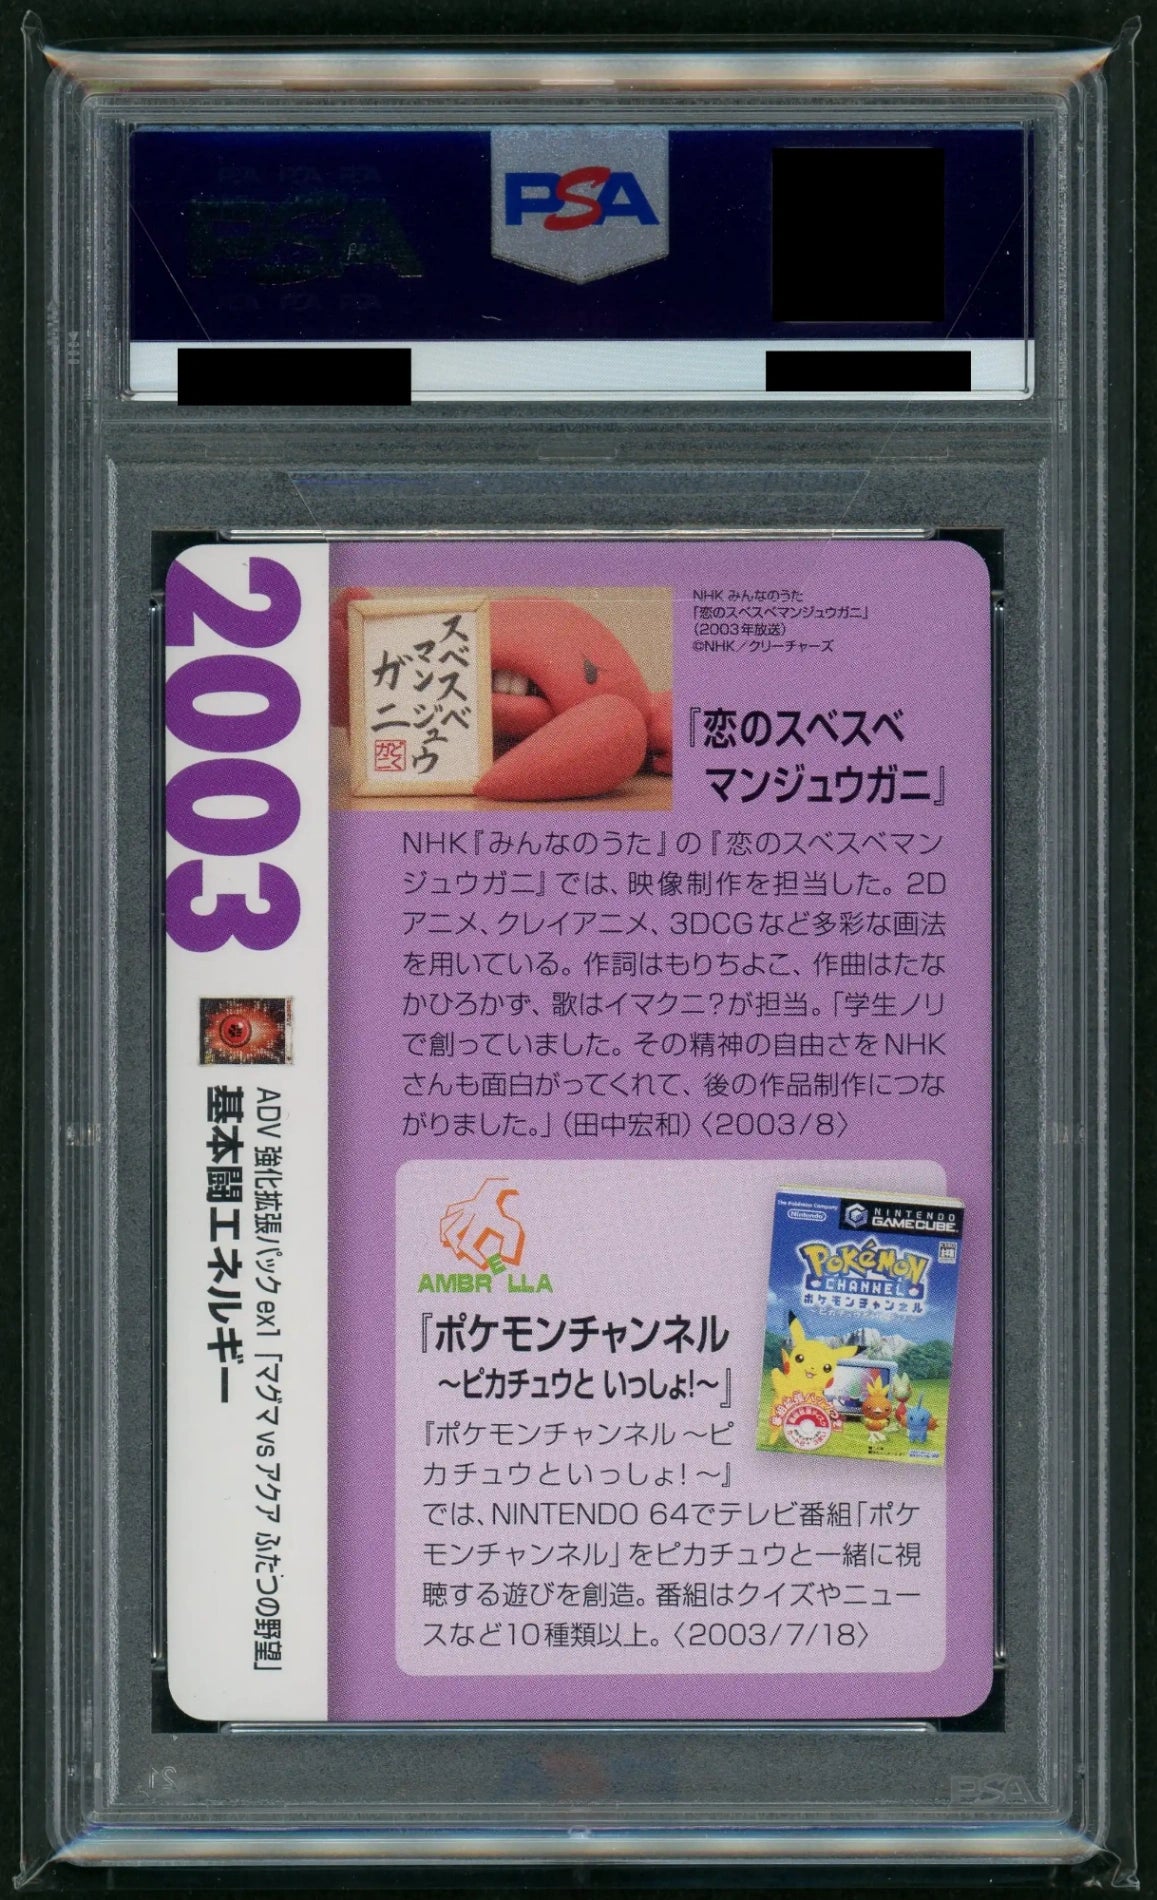 PSA
2003
ADV 強化拡張パック ex1「マグマ vs アクア ふたつの野望」
基本闘エネルギー
スベスベ
マンジュウ
ガニ
NHK みんなのうた
「恋のスベスベマンジュウガニ」
(2003年放送)
©NHK/クリーチャーズ
『恋のスベスベ
マンジュウガニ』
NHK『みんなのうた』の『恋のスベスベマン
ジュウガニ』では、映像制作を担当した。2D
アニメ、クレイアニメ、3DCGなど多彩な画法
を用いている。作詞はもりちよこ、作曲はたな
かひろかず、歌はイマクニ?が担当。「学生ノリ
で創っていました。その精神の自由さをNHK
さんも面白がってくれて、後の作品制作につな
がりました。」(田中宏和)〈2003/8〉
AMBRELLA
The Pokémon Company
Nintendo
NINTENDO
GAMECUBE
POKéMON
CHANNEL
ポケモンチャンネル
『ポケモンチャンネル
〜ピカチュウと いっしょ!〜』
『ポケモンチャンネル 〜ピ
カチュウといっしょ!〜』
では、NINTENDO 64でテレビ番組「ポケ
モンチャンネル」をピカチュウと一緒に視
聴する遊びを創造。番組はクイズやニュー
スなど10種類以上。〈2003/7/18〉
PSA